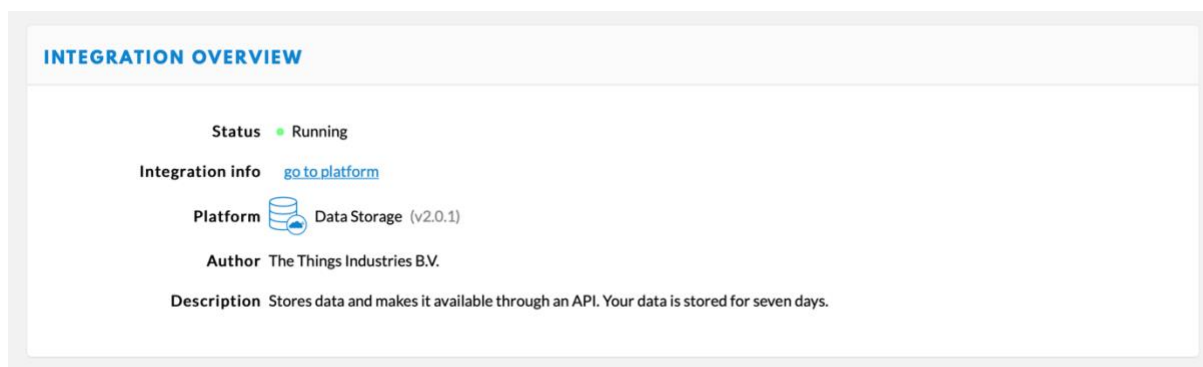 INTEGRATION OVERVIEW
Status Running
Integration info go to platform
Platform Data Storage (v2.0.1)
Author The Things Industries B.V.
Description Stores data and makes it available through an API. Your data is stored for seven days.